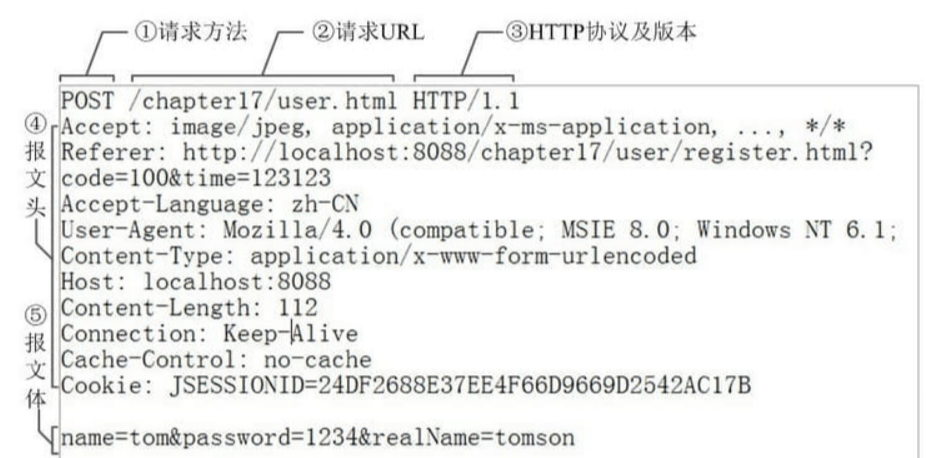 ①请求方法 ②请求URL ③HTTP协议及版本
POST /chapter17/user.html HTTP/1.1
④报文头
Accept: image/jpeg, application/x-ms-application, ..., */*
Referer: http://localhost:8088/chapter17/user/register.html?
code=100&time=123123
Accept-Language: zh-CN
User-Agent: Mozilla/4.0 (compatible; MSIE 8.0; Windows NT 6.1;
Content-Type: application/x-www-form-urlencoded
Host: localhost:8088
Content-Length: 112
Connection: Keep-Alive
Cache-Control: no-cache
Cookie: JSESSIONID=24DF2688E37EE4F66D9669D2542AC17B
⑤报文体
name=tom&password=1234&realName=tomson